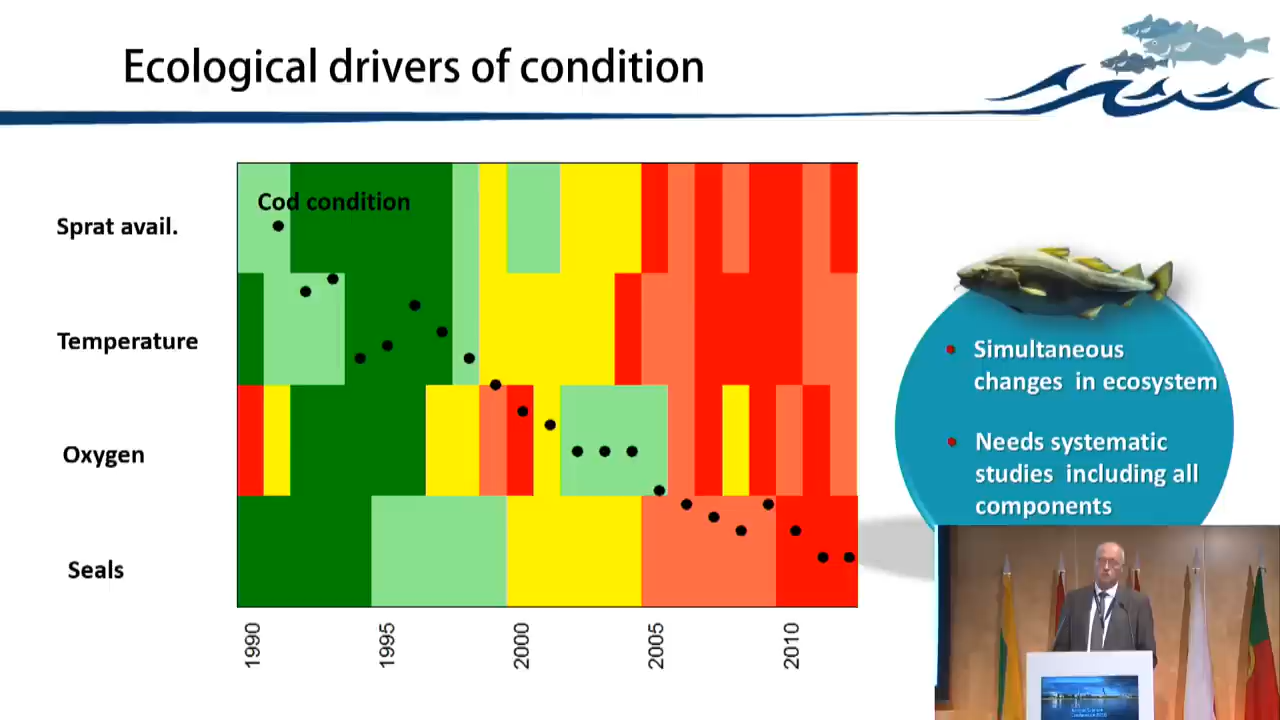 Ecological drivers of condition
Cod condition
Sprat avail.
Temperature
Oxygen
Seals
1990
1995
2000
2005
2010
Simultaneous
changes in ecosystem
Needs systematic
studies including all
components